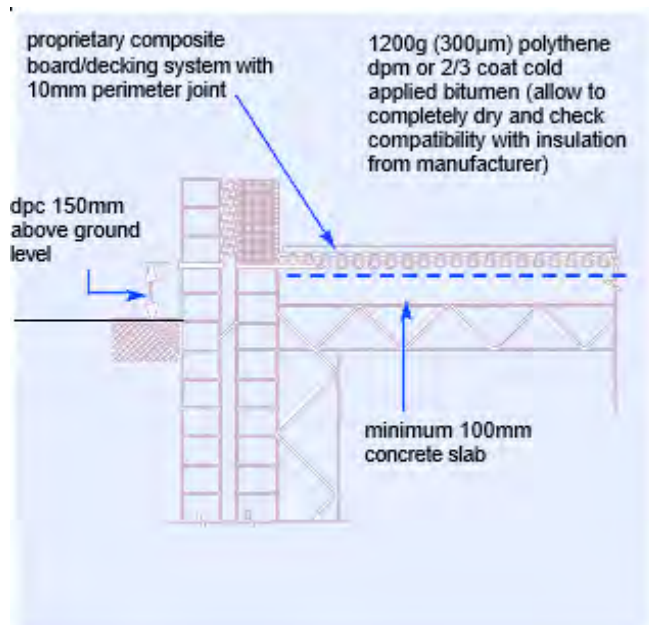 proprietary composite
board/decking system with
10mm perimeter joint
1200g (300µm) polythene
dpm or 2/3 coat cold
applied bitumen (allow to
completely dry and check
compatibility with insulation
from manufacturer)
dpc 150mm
above ground
level
minimum 100mm
concrete slab